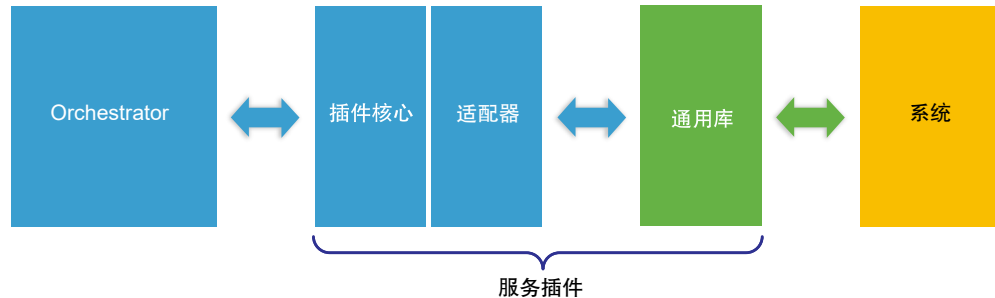 Orchestrator
插件核心
适配器
通用库
系统
服务插件